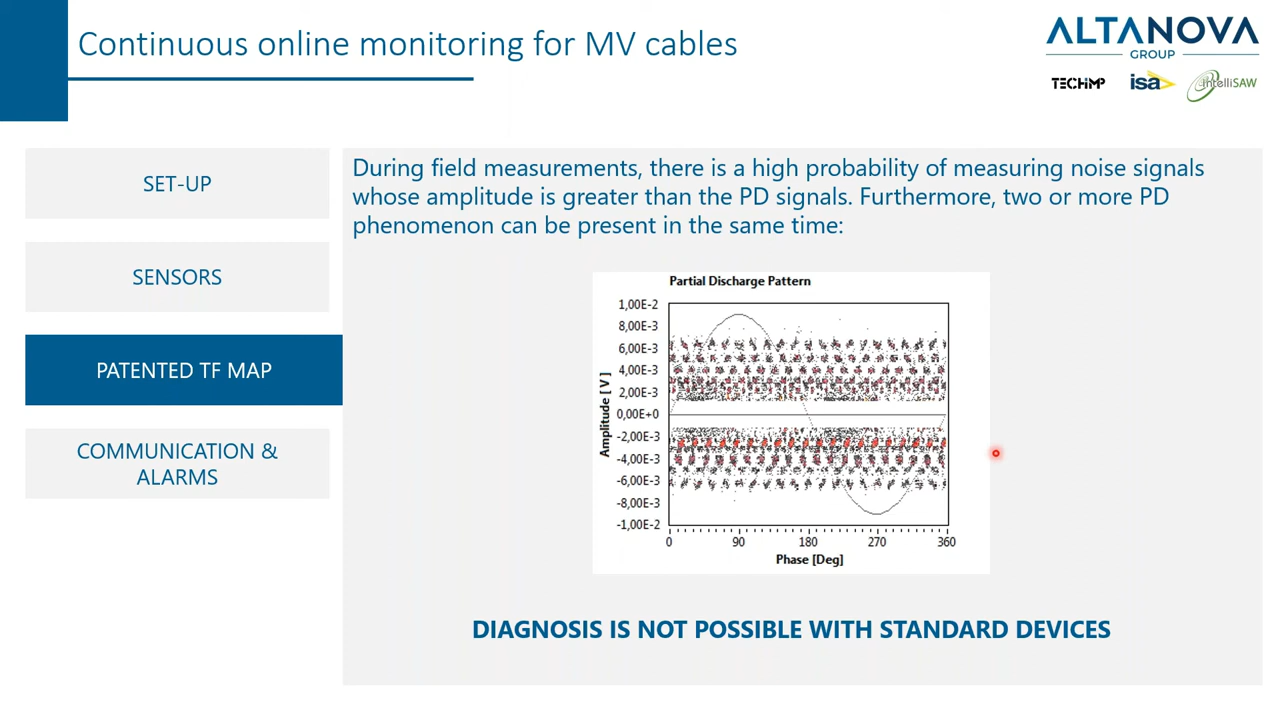 Continuous online monitoring for MV cables
ALTANOVA
GROUP
TECHIMP
isa
IntelliSAW
SET-UP
SENSORS
PATENTED TF MAP
COMMUNICATION &
ALARMS
During field measurements, there is a high probability of measuring noise signals
whose amplitude is greater than the PD signals. Furthermore, two or more PD
phenomenon can be present in the same time:
Partial Discharge Pattern
1,00E-2
8,00E-3
6,00E-3
4,00E-3
2,00E-3
0,00E+0
-2,00E-3
-4,00E-3
-6,00E-3
-8,00E-3
-1,00E-2
Amplitude [ V ]
0 90 180 270 360
Phase [Deg]
DIAGNOSIS IS NOT POSSIBLE WITH STANDARD DEVICES